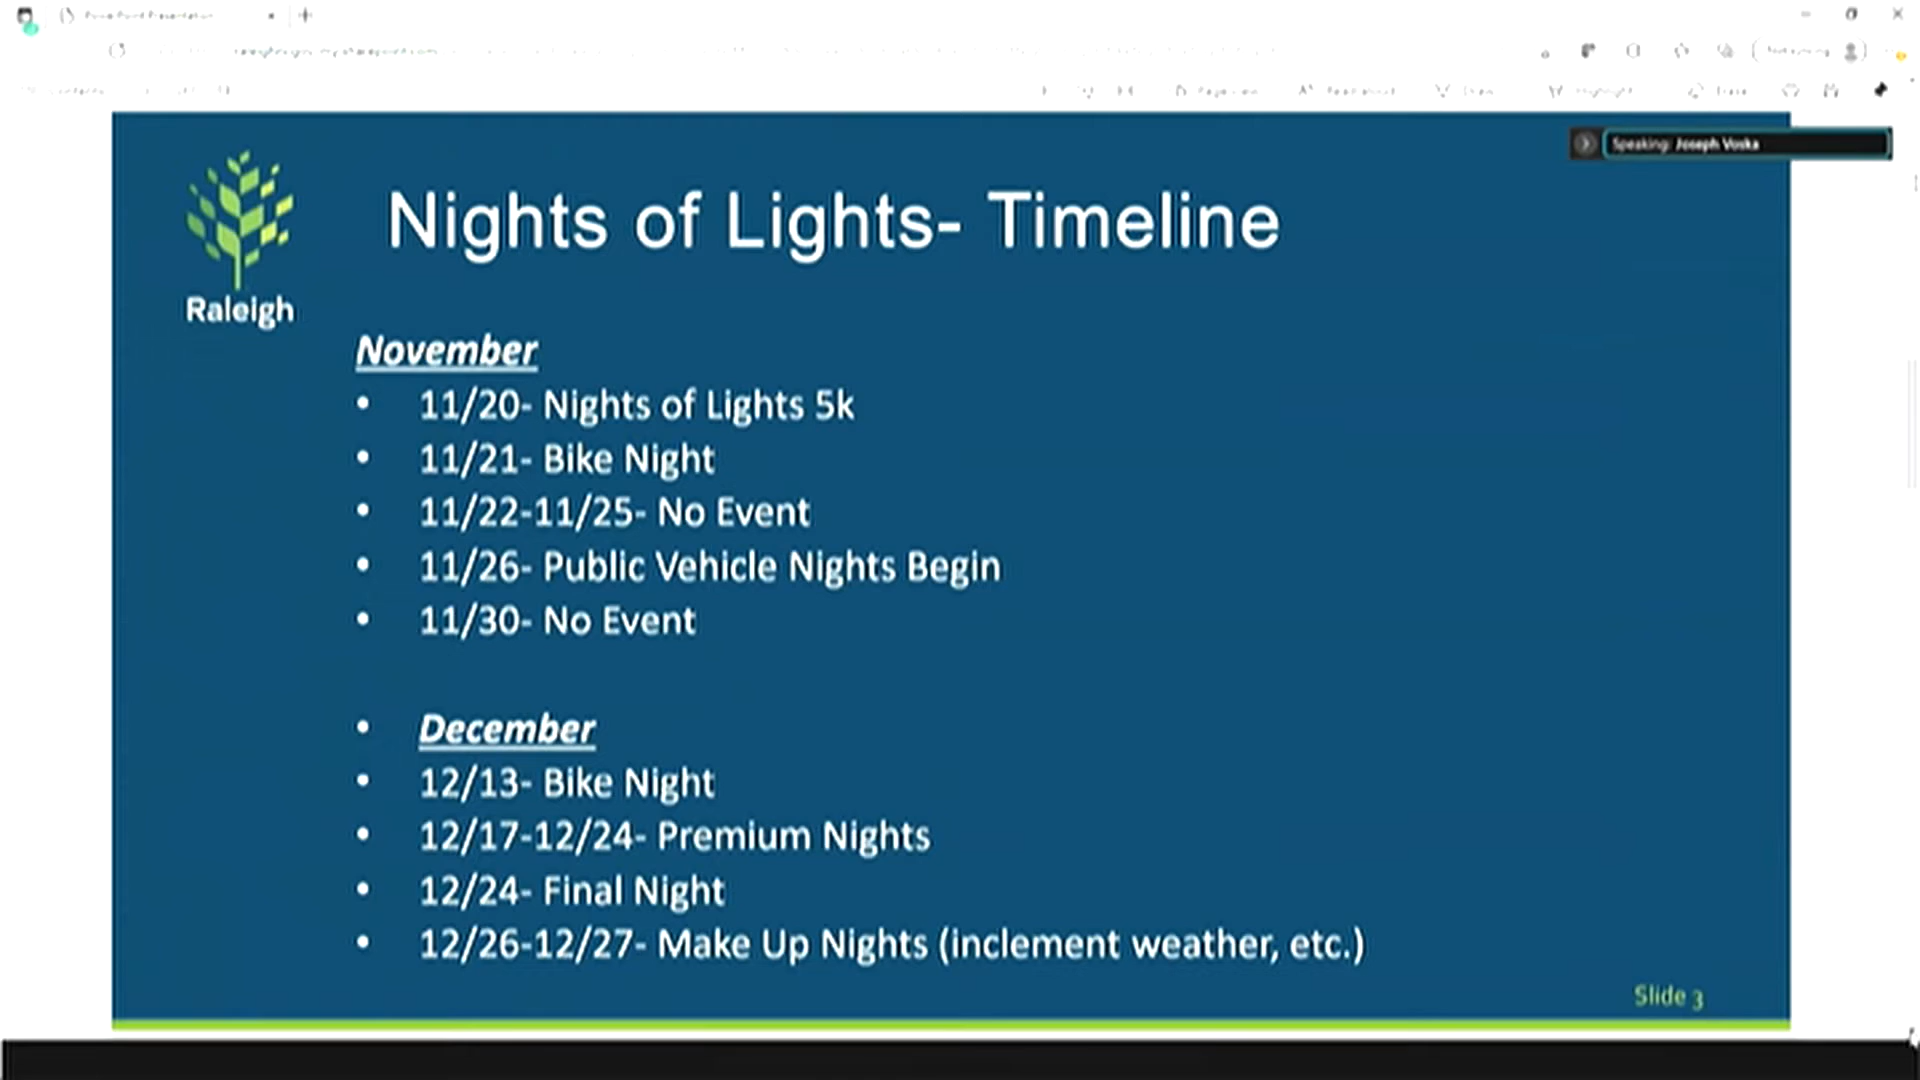 Speaking: Joseph Voska
Raleigh
Nights of Lights- Timeline
November
• 11/20- Nights of Lights 5k
• 11/21- Bike Night
• 11/22-11/25- No Event
• 11/26- Public Vehicle Nights Begin
• 11/30- No Event
• December
• 12/13- Bike Night
• 12/17-12/24- Premium Nights
• 12/24- Final Night
• 12/26-12/27- Make Up Nights (inclement weather, etc.)
Slide 3